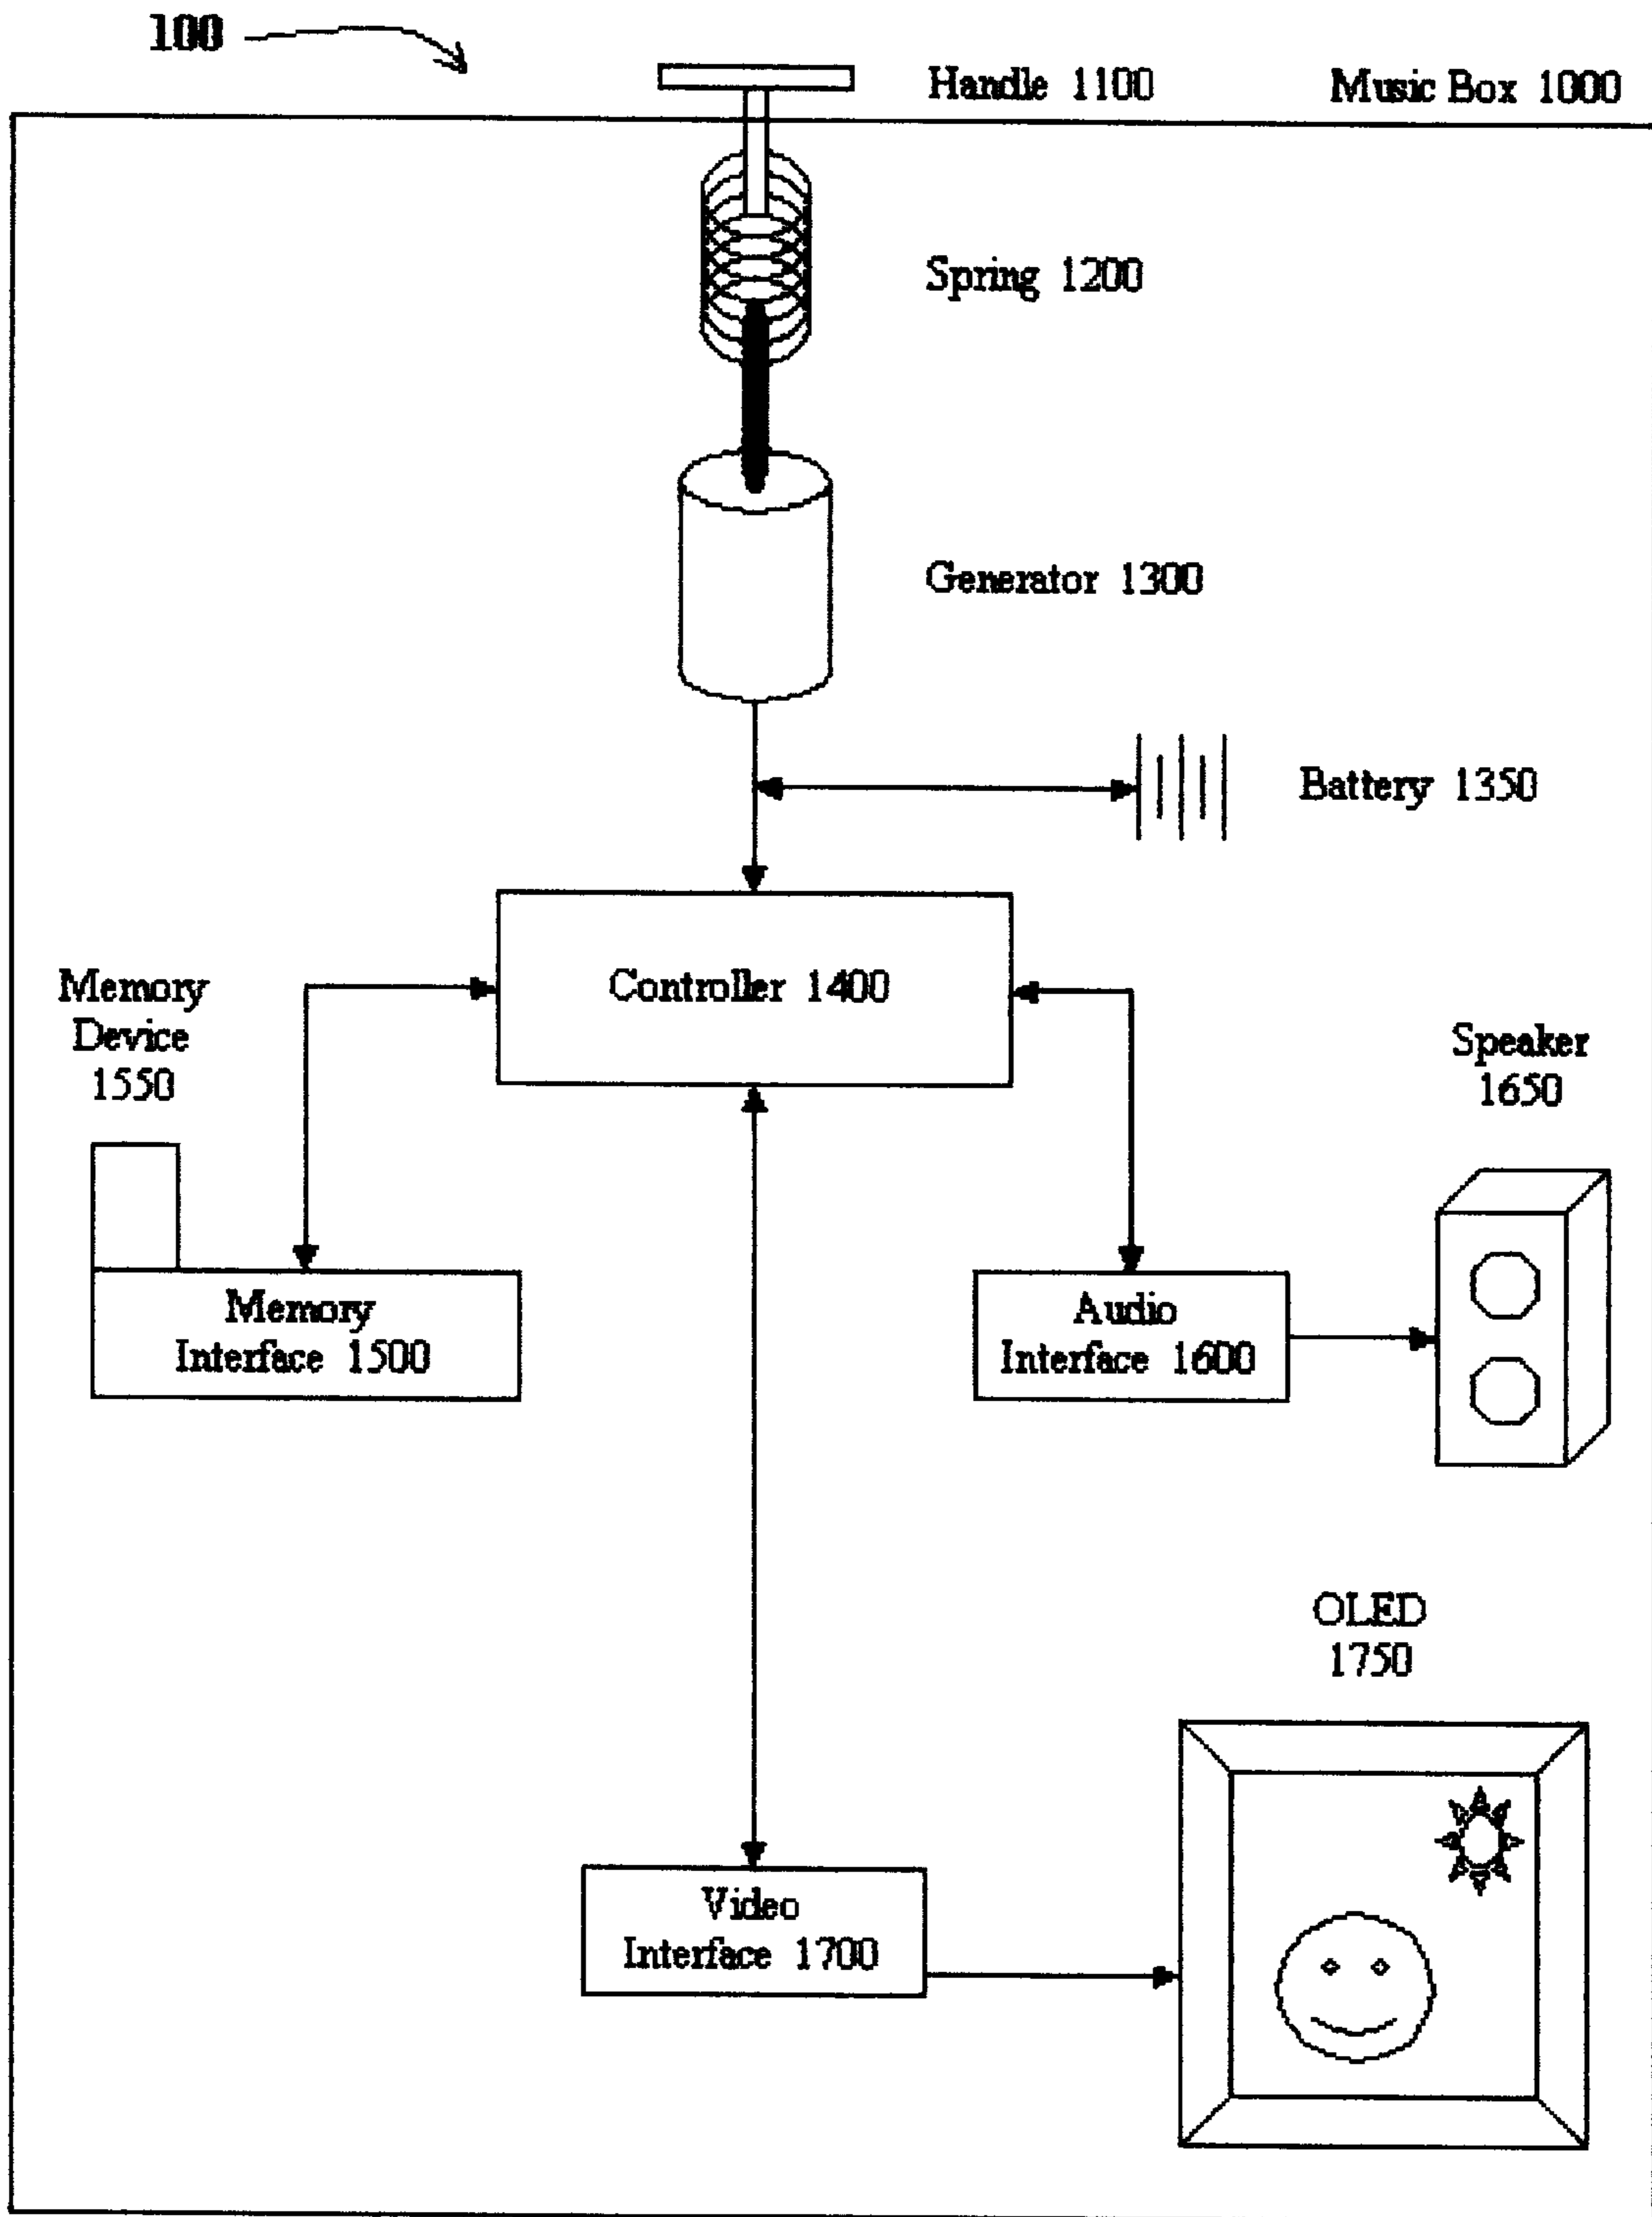 100
Handle 1100
Music Box 1000
Spring 1200
Generator 1300
Battery 1350
Controller 1400
Memory
Device
1550
Speaker
1650
Memory
Interface 1500
Audio
Interface 1600
OLED
1750
Video
Interface 1700